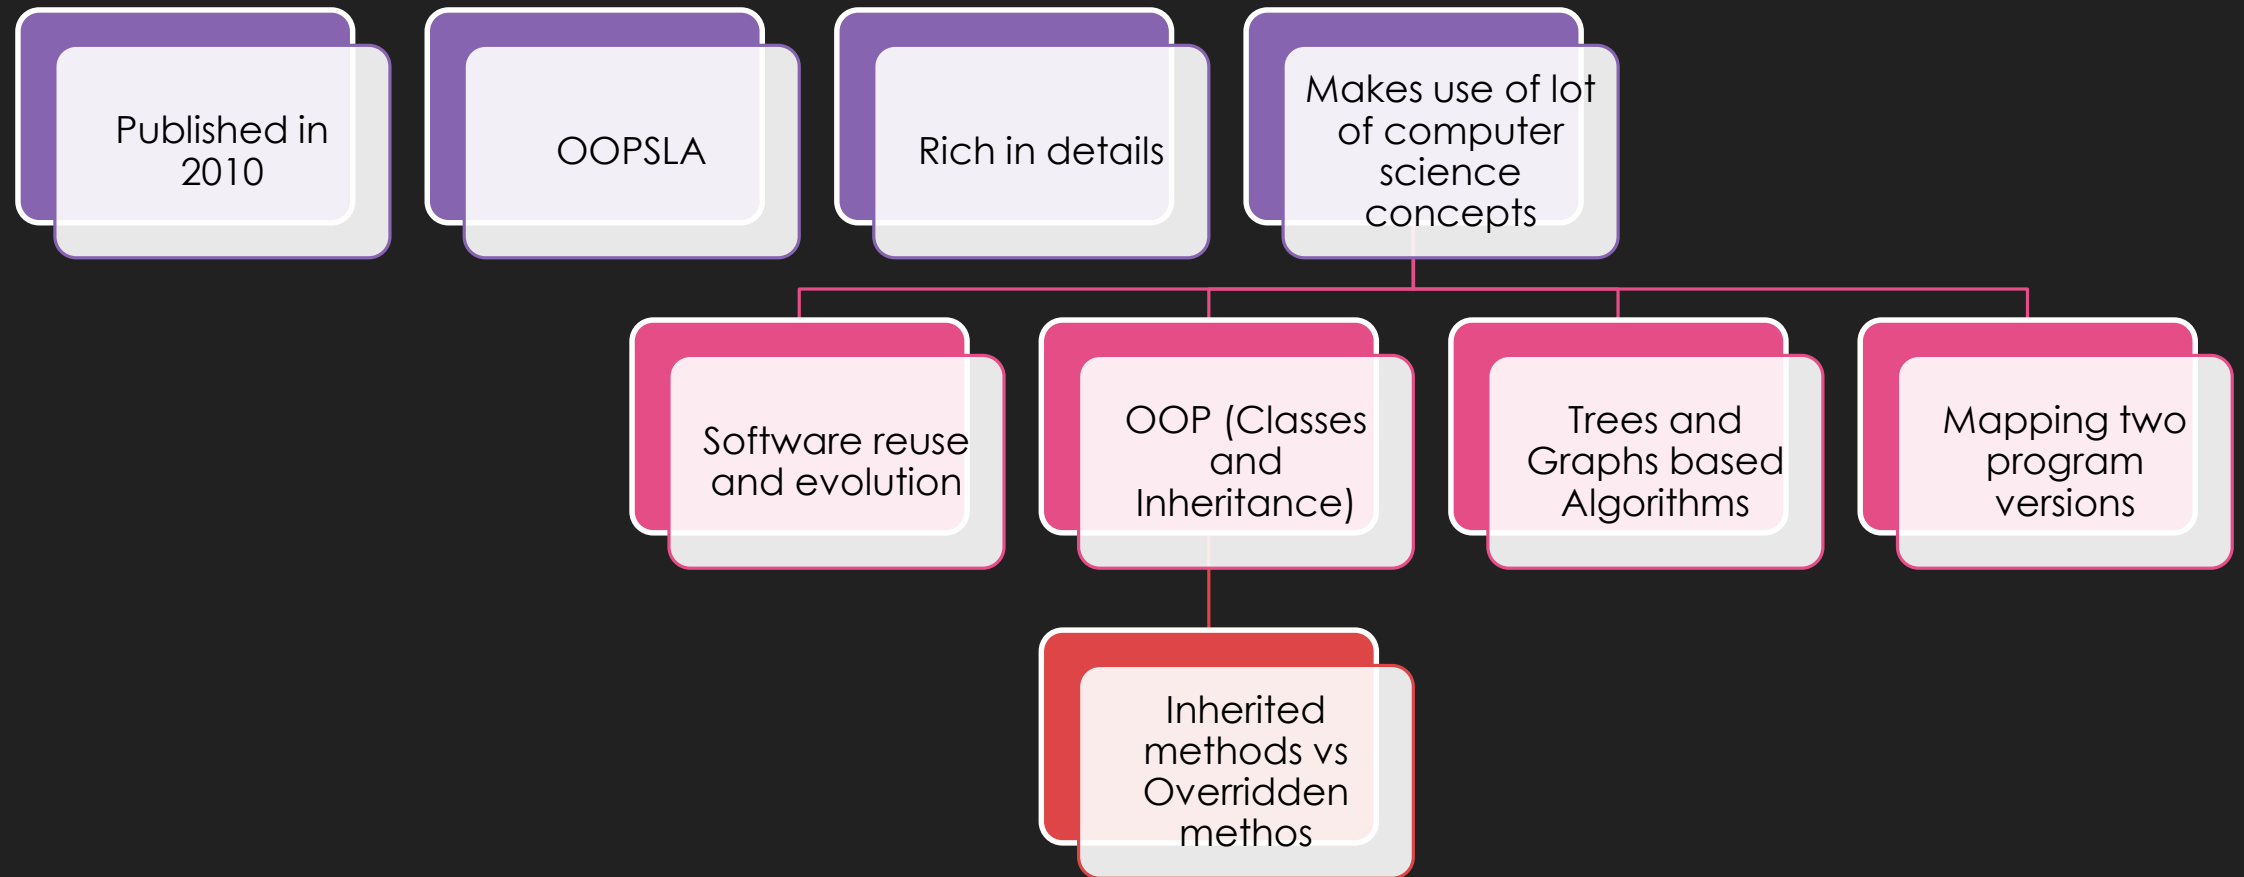 Published in
2010
OOPSLA
Rich in details
Makes use of lot
of computer
science
concepts
Software reuse
and evolution
OOP (Classes
and
Inheritance)
Trees and
Graphs based
Algorithms
Mapping two
program
versions
Inherited
methods vs
Overridden
methos